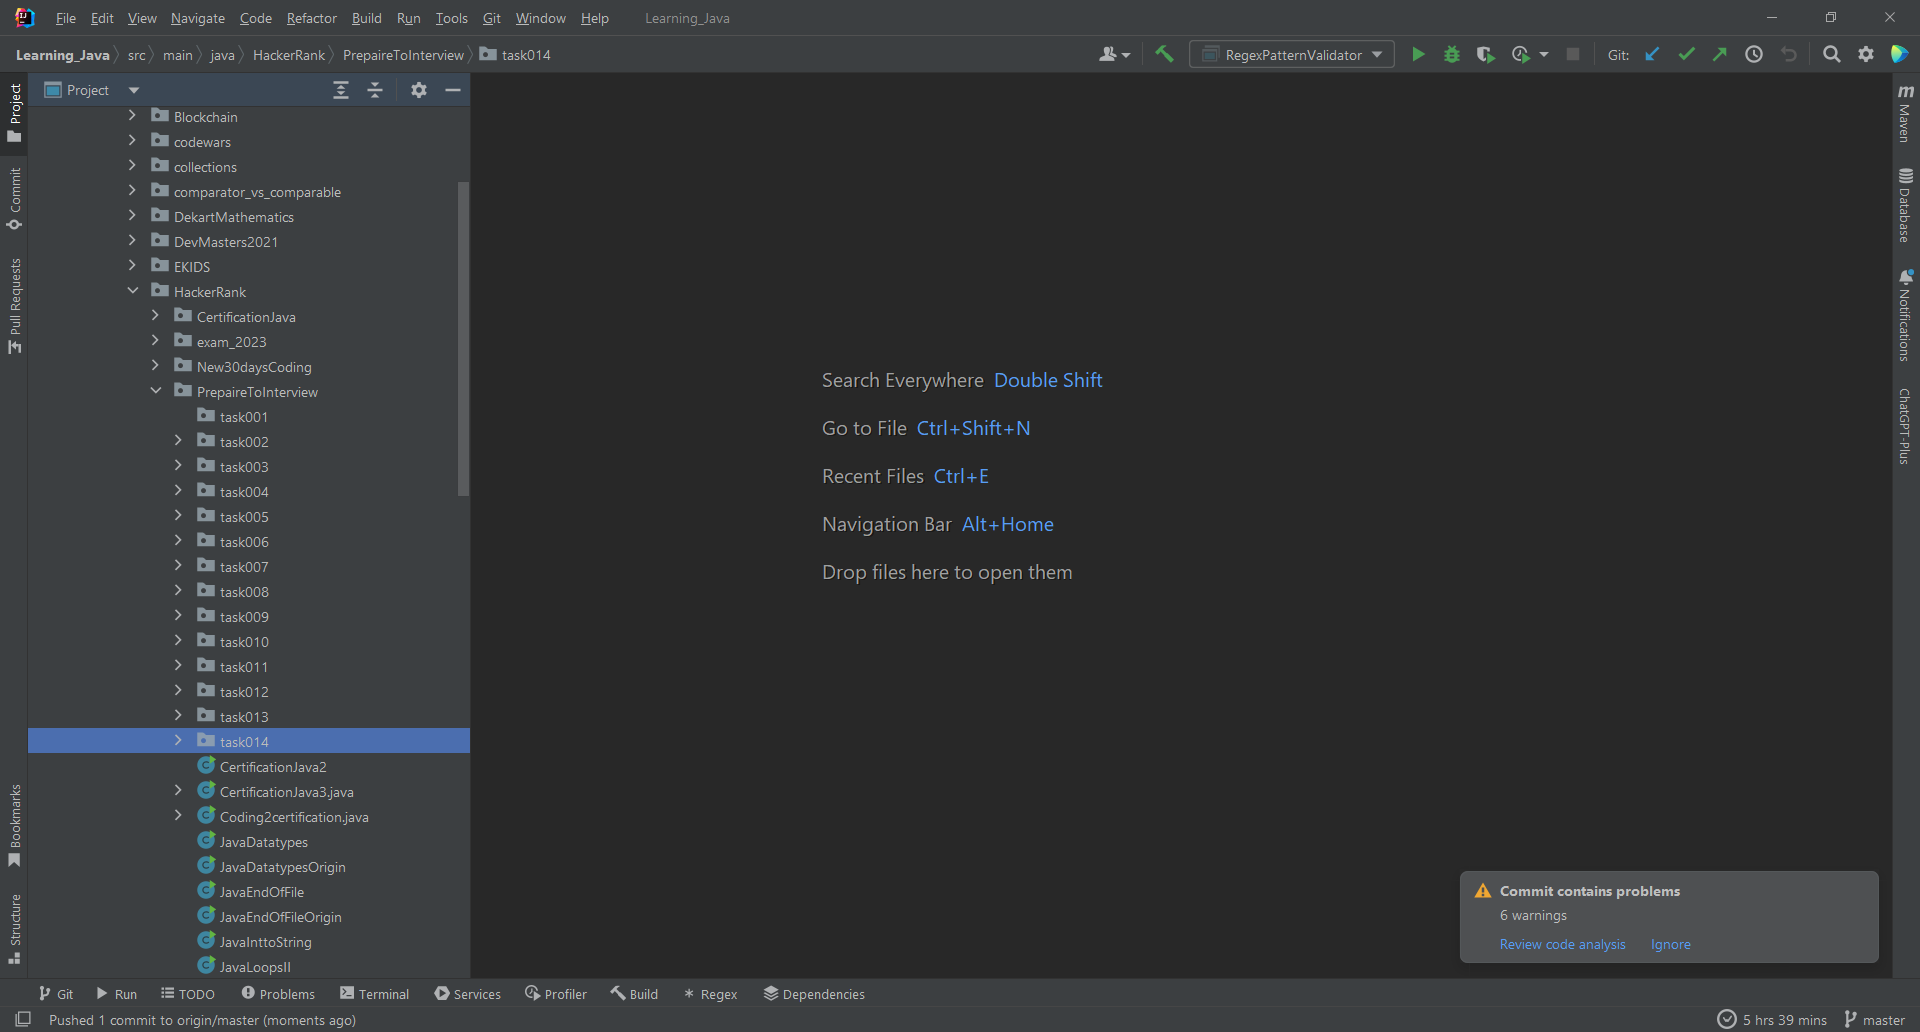 File Edit View Navigate Code Refactor Build Run Tools Git Window Help Learning_Java
Learning_Java src main java HackerRank PrepaireToInterview task014 RegexPatternValidator Git:
Project
Blockchain
codewars
collections
comparator_vs_comparable
DekartMathematics
DevMasters2021
EKIDS
HackerRank
CertificationJava
exam_2023
New30daysCoding
PrepaireToInterview
task001
task002
task003
task004
task005
task006
task007
task008
task009
task010
task011
task012
task013
task014
CertificationJava2
CertificationJava3.java
Coding2certification.java
JavaDatatypes
JavaDatatypesOrigin
JavaEndOfFile
JavaEndOfFileOrigin
JavaInttoString
JavaLoopsII
Project
Commit
Pull Requests
Bookmarks
Structure
Search Everywhere Double Shift
Go to File Ctrl+Shift+N
Recent Files Ctrl+E
Navigation Bar Alt+Home
Drop files here to open them
m Maven
Database
Notifications
ChatGPT-Plus
Commit contains problems
6 warnings
Review code analysis Ignore
Git Run TODO Problems Terminal Services Profiler Build Regex Dependencies
Pushed 1 commit to origin/master (moments ago) 5 hrs 39 mins master